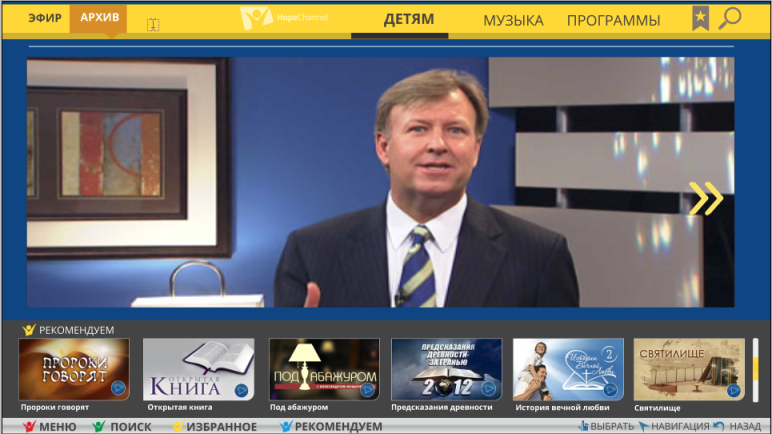 ЭФИР АРХИВ HopeChannel ДЕТЯМ МУЗЫКА ПРОГРАММЫ
РЕКОМЕНДУЕМ
ПРОРОКИ ГОВОРЯТ
ОТКРЫТАЯ КНИГА
ПОД АБАЖУРОМ
ПРЕДСКАЗАНИЯ ДРЕВНОСТИ- ЗА ГРАНЬЮ 2012
История Вечной Любви 2
СВЯТИЛИЩЕ
Пророки говорят Открытая книга Под абажуром Предсказания древности История вечной любви Святилище
МЕНЮ ПОИСК ИЗБРАННОЕ РЕКОМЕНДУЕМ ВЫБРАТЬ НАВИГАЦИЯ НАЗАД